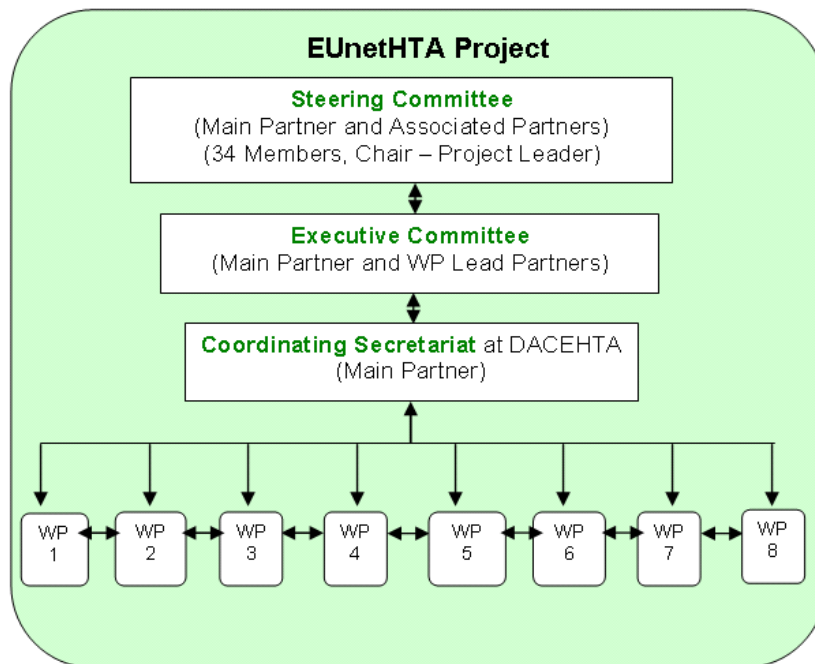 EUnetHTA Project
Steering Committee
(Main Partner and Associated Partners)
(34 Members, Chair – Project Leader)
Executive Committee
(Main Partner and WP Lead Partners)
Coordinating Secretariat at DACEHTA
(Main Partner)
WP
1
WP
2
WP
3
WP
4
WP
5
WP
6
WP
7
WP
8